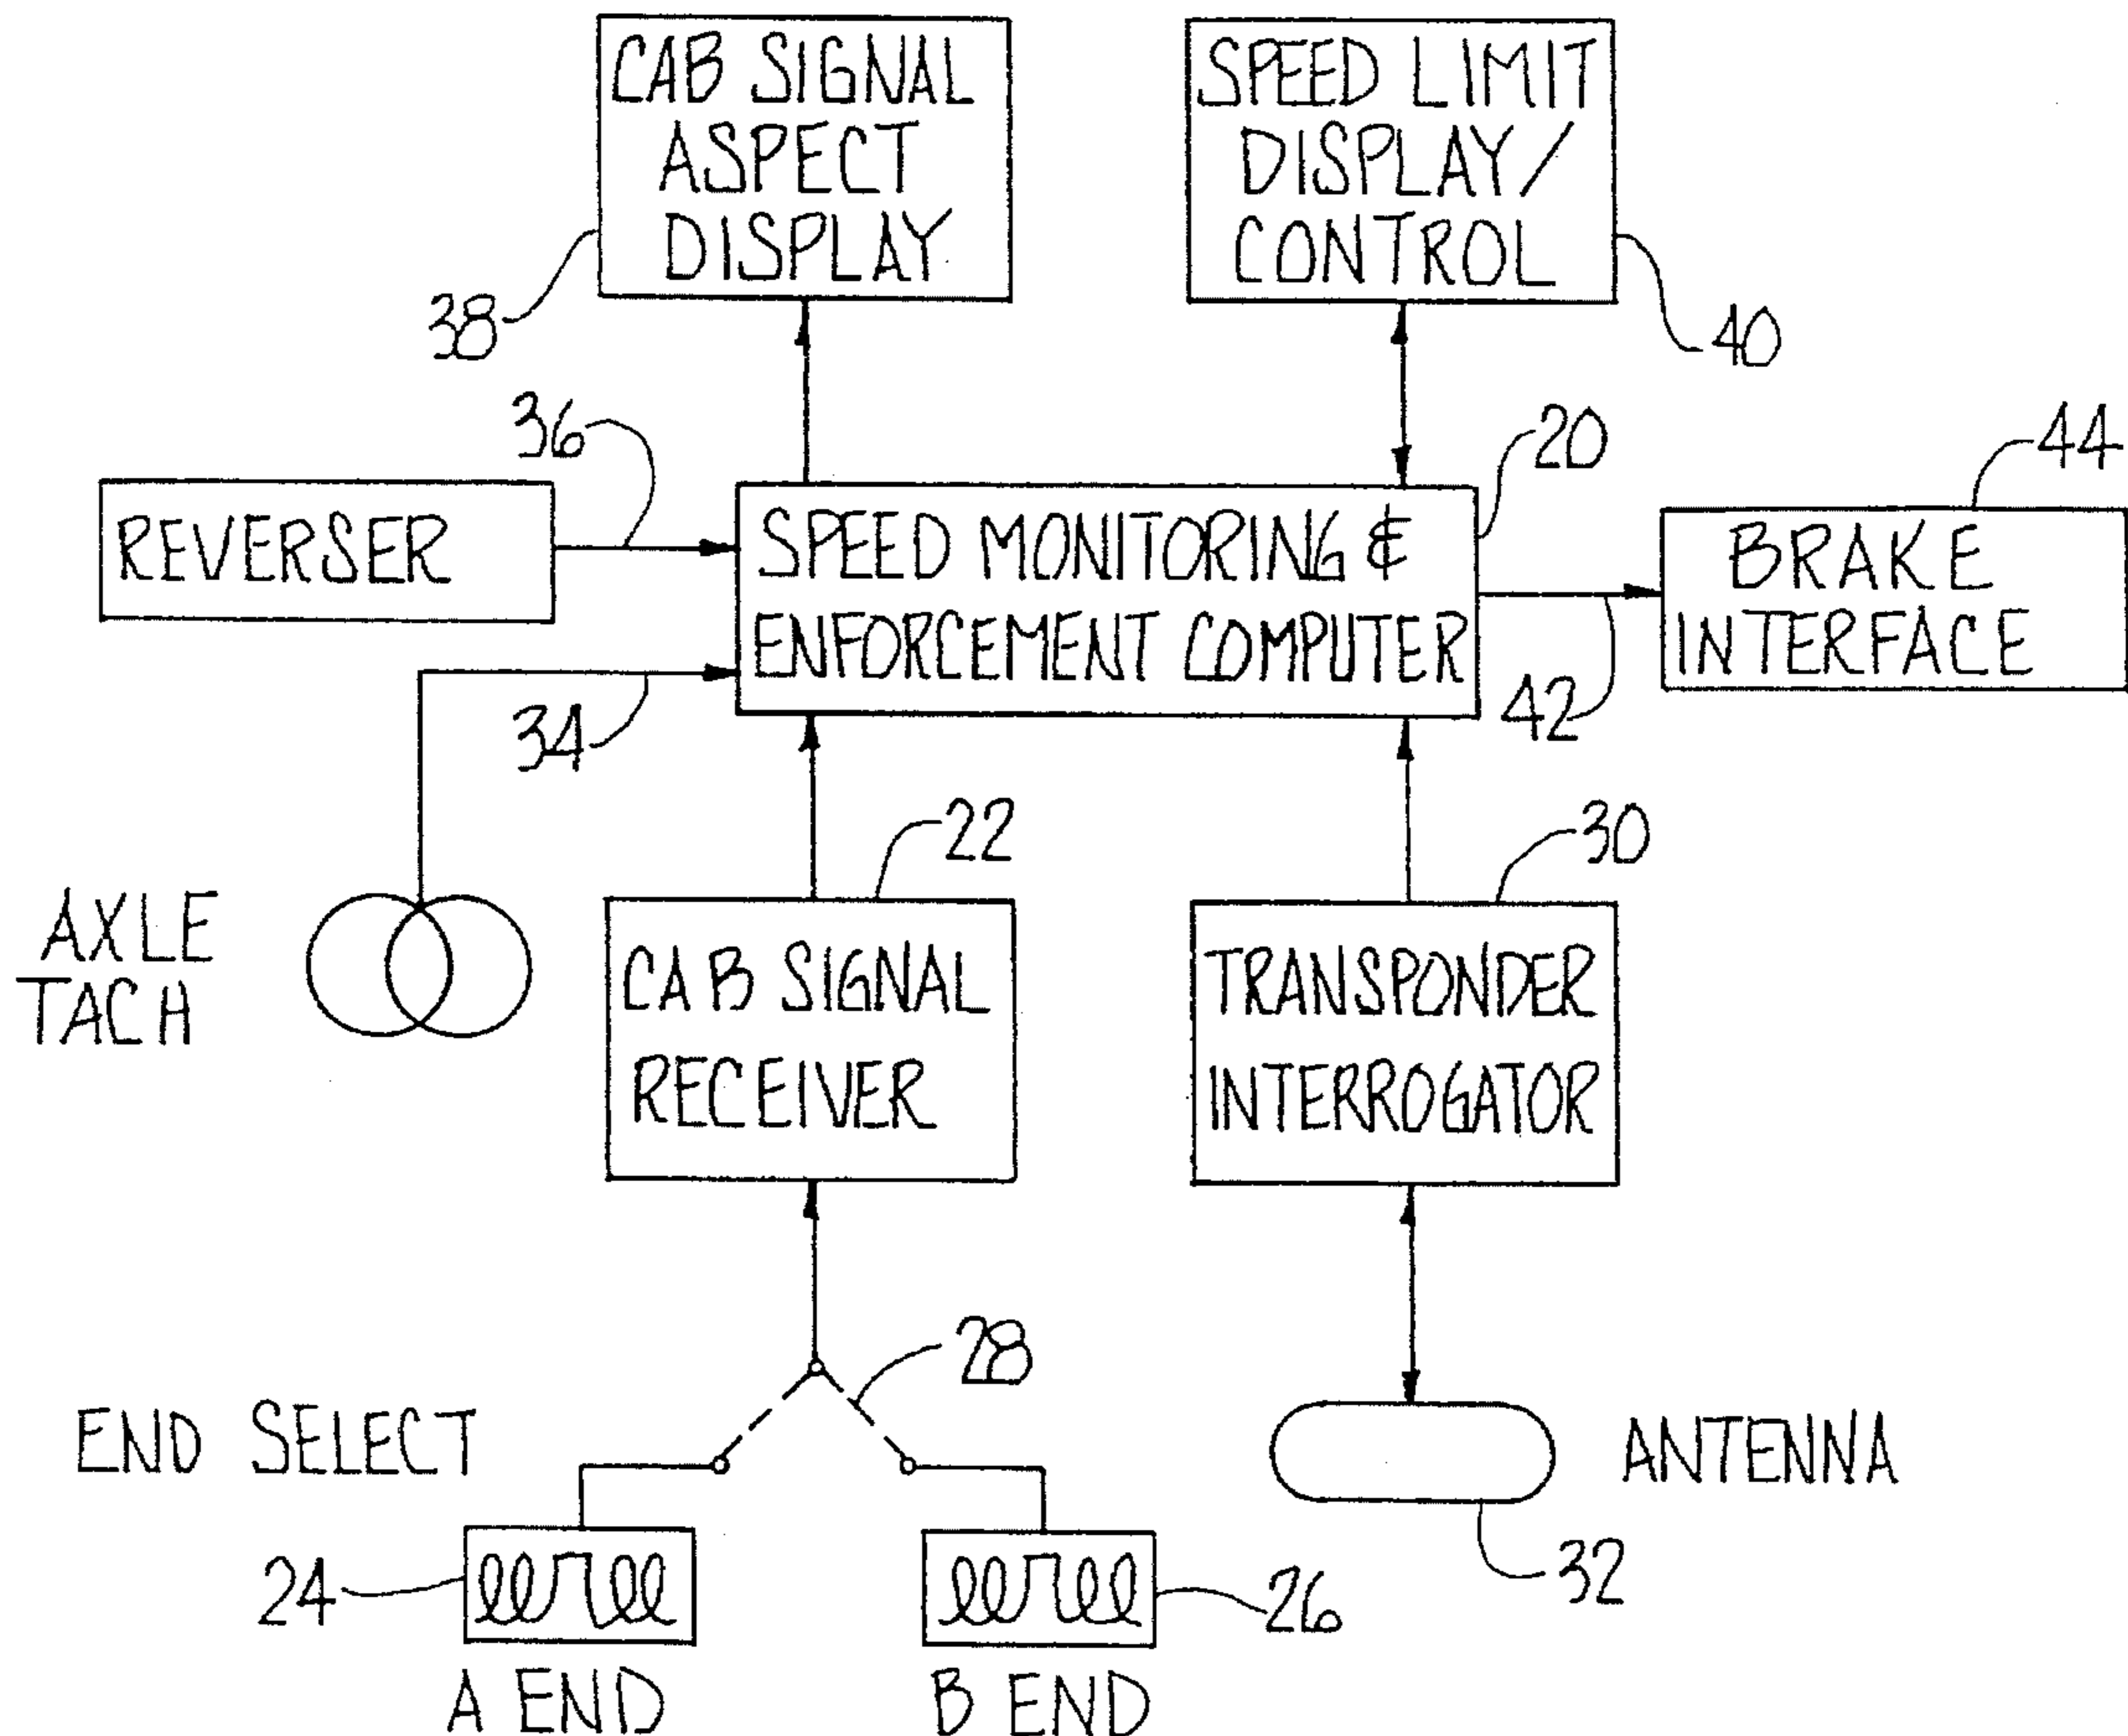 CAB SIGNAL
ASPECT
DISPLAY
38
SPEED LIMIT
DISPLAY/
CONTROL
40
36
20
44
REVERSER
SPEED MONITORING &
ENFORCEMENT COMPUTER
BRAKE
INTERFACE
34
42
22
30
AXLE
TACH
CAB SIGNAL
RECEIVER
TRANSPONDER
INTERROGATOR
28
END SELECT
ANTENNA
24
26
32
A END
B END